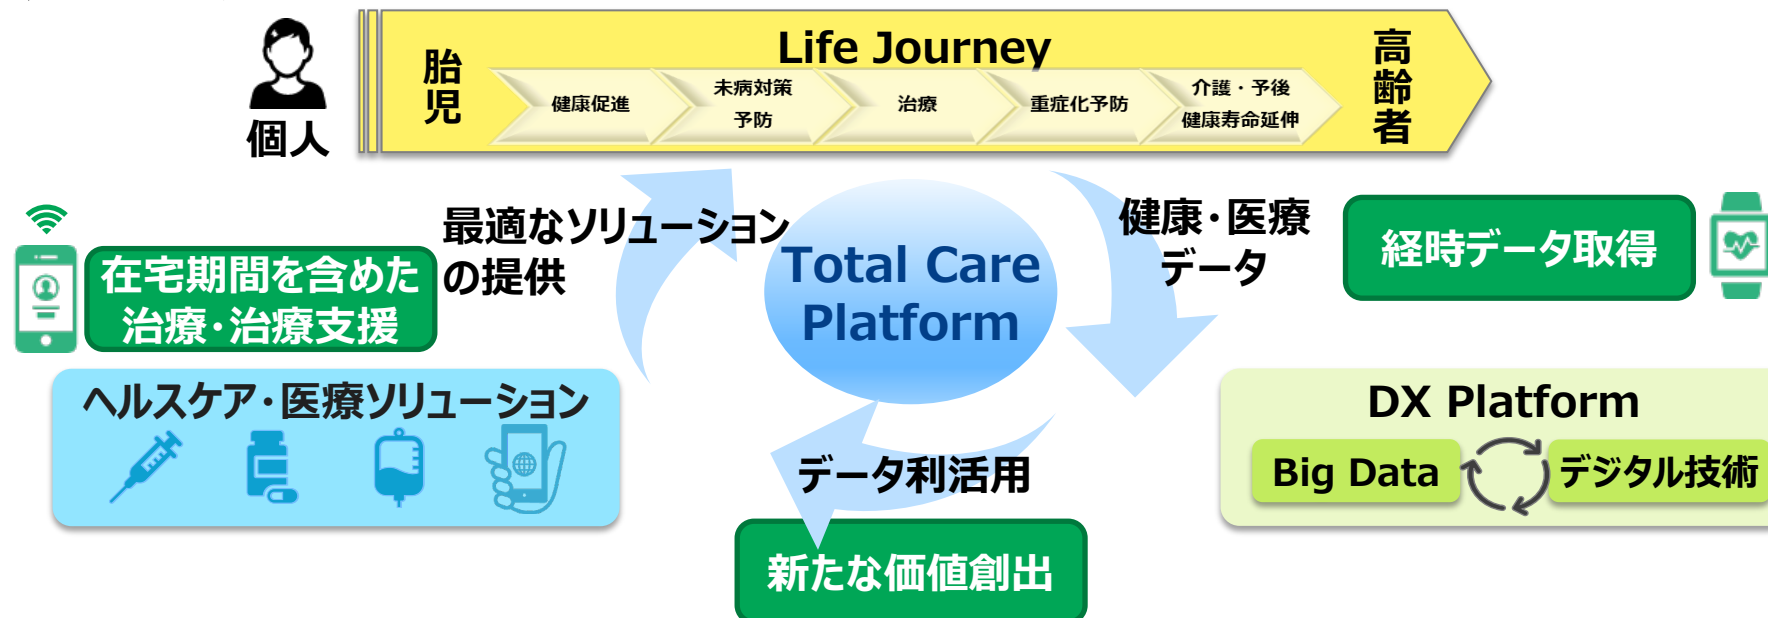 Life Journey
個人
胎児
健康促進
未病対策
予防
治療
重症化予防
介護・予後
健康寿命延伸
高齢者
最適なソリューション
の提供
Total Care
Platform
健康・医療
データ
経時データ取得
在宅期間を含めた
治療・治療支援
ヘルスケア・医療ソリューション
DX Platform
Big Data
デジタル技術
データ利活用
新たな価値創出